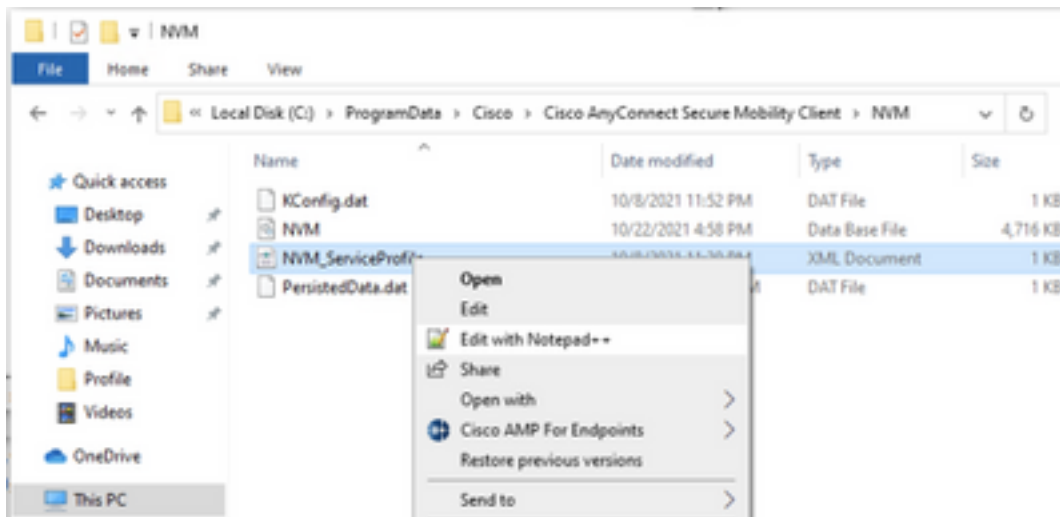 NVM
File Home Share View
« Local Disk (C:) > ProgramData > Cisco > Cisco AnyConnect Secure Mobility Client > NVM
Name Date modified Type Size
Quick access
Desktop
Downloads
Documents
Pictures
Music
Profile
Videos
OneDrive
This PC
KConfig.dat 10/8/2021 11:52 PM DAT File 1 KB
NVM 10/22/2021 4:58 PM Data Base File 4,716 KB
NVM_ServiceProfile 10/8/2021 XML Document 1 KB
PersistedData.dat DAT File 1 KB
Open
Edit
Edit with Notepad++
Share
Open with >
Cisco AMP For Endpoints >
Restore previous versions
Send to >